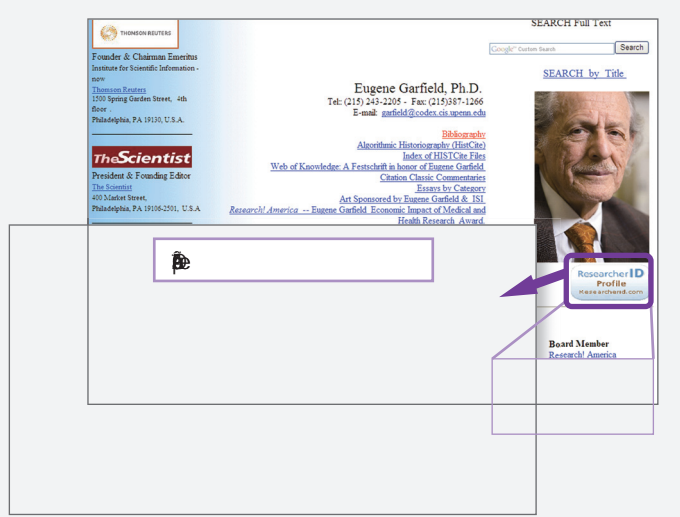 THOMSON REUTERS
Founder & Chairman Emeritus
Institute for Scientific Information -
now
Thomson Reuters
1500 Spring Garden Street, 4th
floor .
Philadelphia, PA 19130, U.S.A.
TheScientist
President & Founding Editor
The Scientist
400 Market Street,
Philadelphia, PA 19106-2501, U.S.A
Eugene Garfield, Ph.D.
Tel: (215) 243-2205 - Fax: (215)387-1266
E-mail: garfield@codex.cis.upenn.edu
Bibliography
Algorithmic Historiography (HistCite)
Index of HISTCite Files
Web of Knowledge: A Festschrift in honor of Eugene Garfield
Citation Classic Commentaries
Essays by Category
Art Sponsored by Eugene Garfield & ISI
Research! America -- Eugene Garfield Economic Impact of Medical and
Health Research Award.
SEARCH Full Text
Google™ Custom Search
Search
SEARCH by Title
ResearcherID
Profile
Researcherid.com
Board Member
Research! America